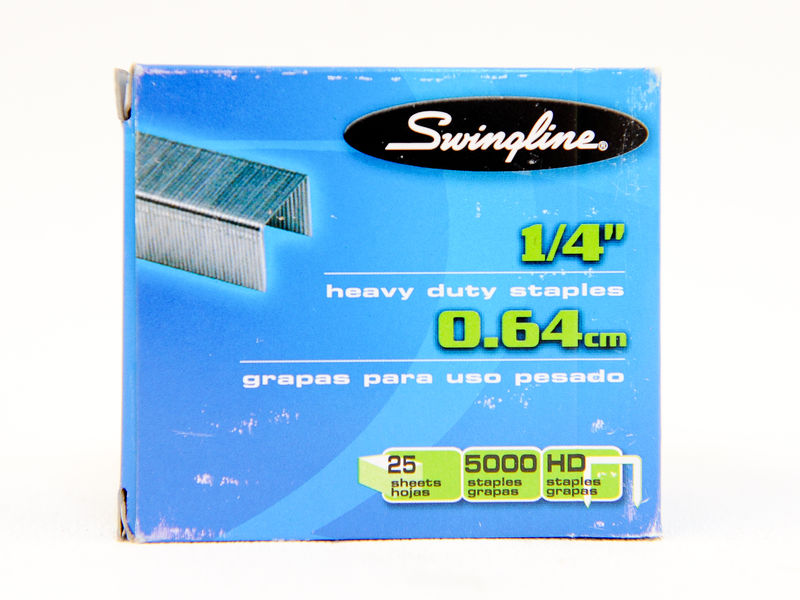 Swingline®
1/4"
heavy duty staples
0.64cm
grapas para uso pesado
25 sheets hojas
5000 staples grapas
HD staples grapas